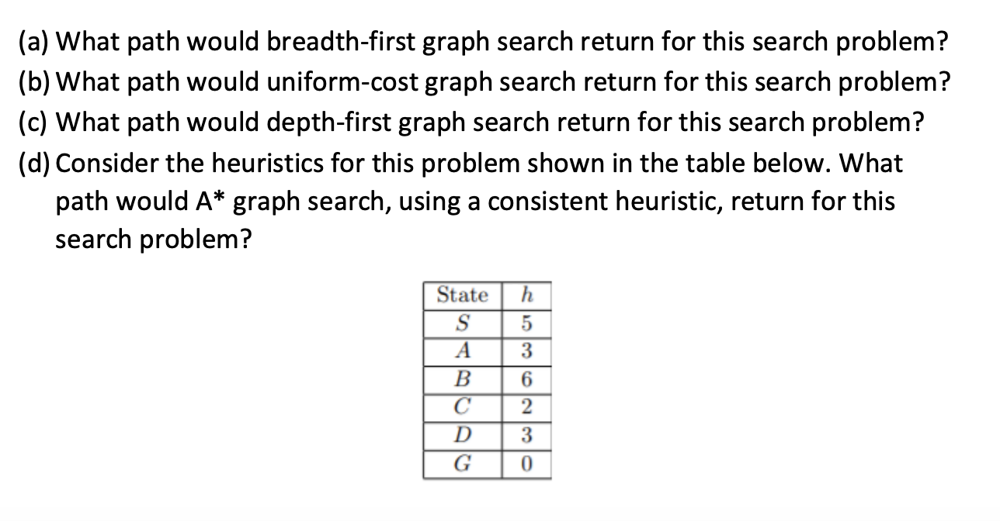 (a) What path would breadth-first graph search return for this search problem?
(b) What path would uniform-cost graph search return for this search problem?
(c) What path would depth-first graph search return for this search problem?
(d) Consider the heuristics for this problem shown in the table below. What
path would A* graph search, using a consistent heuristic, return for this
search problem?
State h
S 5
A 3
B 6
C 2
D 3
G 0